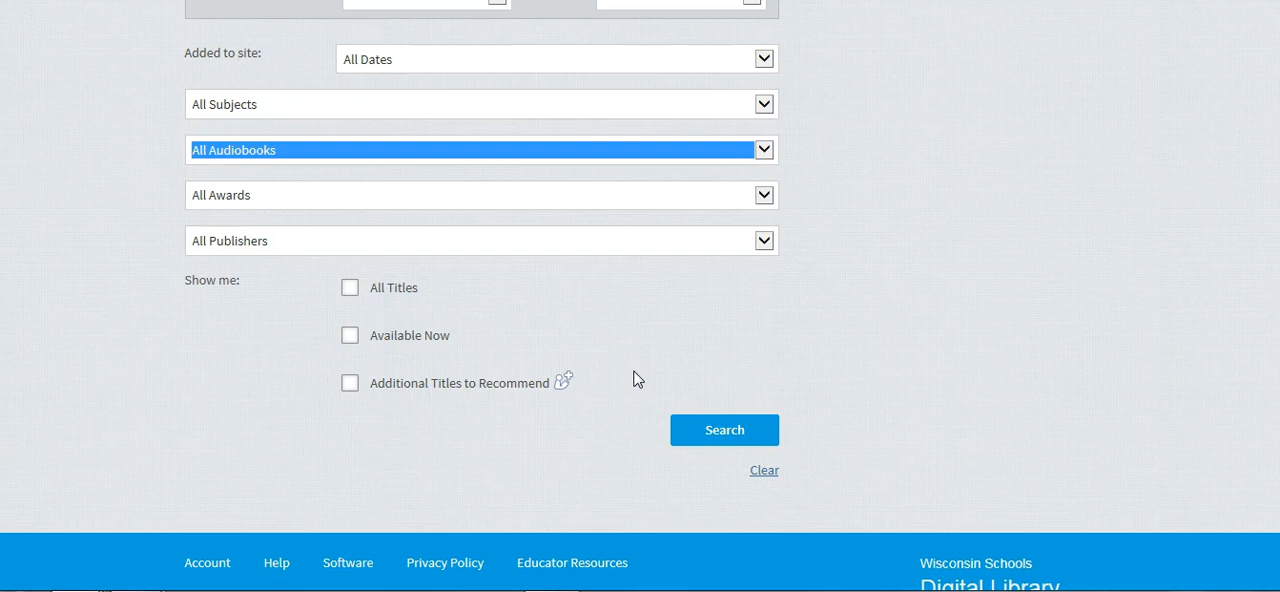 Added to site:
All Dates
All Subjects
All Audiobooks
All Awards
All Publishers
Show me:
All Titles
Available Now
Additional Titles to Recommend
Search
Clear
Account Help Software Privacy Policy Educator Resources
Wisconsin Schools
Digital Library